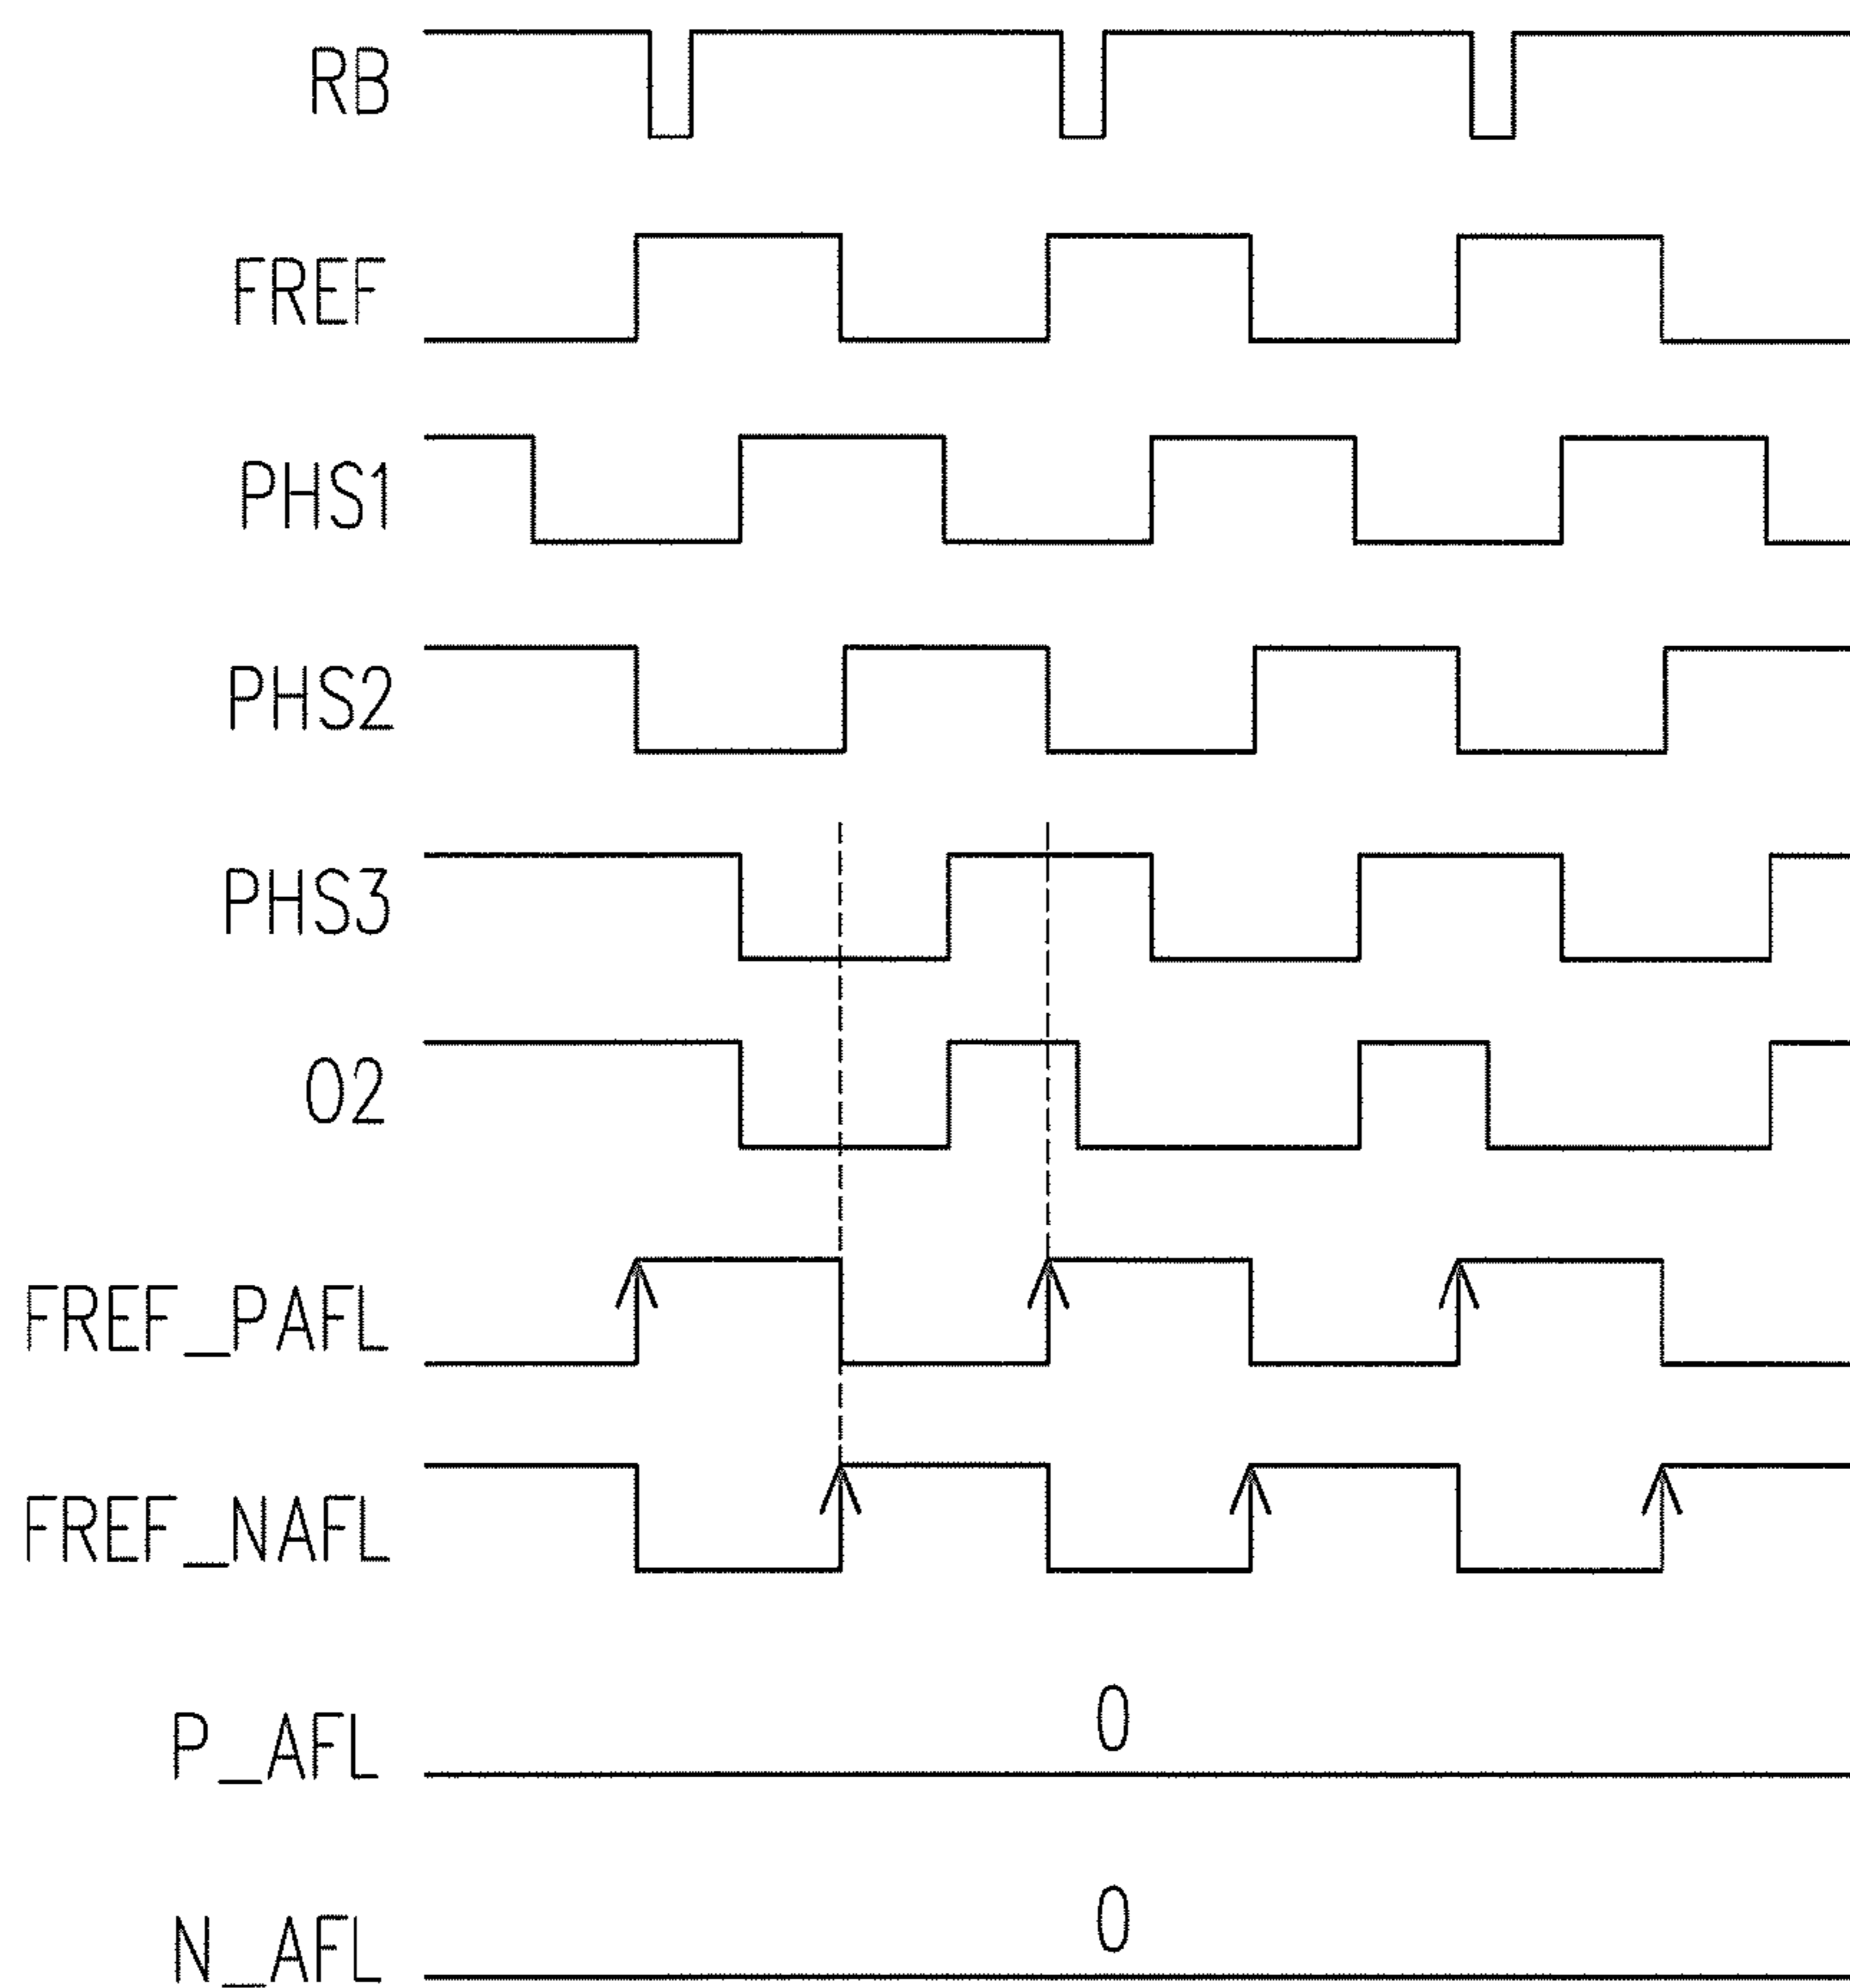 RB
FREF
PHS1
PHS2
PHS3
O2
FREF_PAFL
FREF_NAFL
0
P_AFL
0
N_AFL